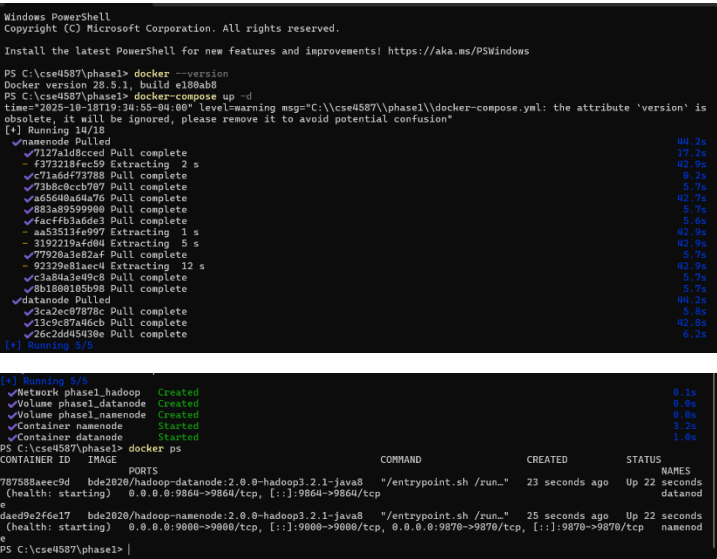 Windows PowerShell
Copyright (C) Microsoft Corporation. All rights reserved.
Install the latest PowerShell for new features and improvements! https://aka.ms/PSWindows
PS C:\cse4587\phase1> docker --version
Docker version 28.5.1, build e180ab8
PS C:\cse4587\phase1> docker-compose up -d
time="2025-10-18T19:34:55-04:00" level=warning msg="C:\\cse4587\\phase1\\docker-compose.yml: the attribute `version` is
obsolete, it will be ignored, please remove it to avoid potential confusion"
[+] Running 14/18
✔namenode Pulled 44.2s
✔7127a1d8cced Pull complete 17.2s
- f373218fec59 Extracting 2 s 42.9s
✔c71a6df73788 Pull complete 0.2s
✔73b8c0ccb707 Pull complete 5.7s
✔a65640a64a76 Pull complete 42.7s
✔883a89599900 Pull complete 5.7s
✔facffb3a6de3 Pull complete 5.6s
- aa53513fe997 Extracting 1 s 42.9s
- 3192219afd04 Extracting 5 s 42.9s
✔77920a3e82af Pull complete 5.7s
- 92329e81aec4 Extracting 12 s 42.9s
✔c3a84a3e49c8 Pull complete 5.7s
✔8b1800105b98 Pull complete 5.7s
✔datanode Pulled 44.2s
✔3ca2ec07878c Pull complete 5.8s
✔13c9c87a46cb Pull complete 42.8s
✔26c2dd45430e Pull complete 6.2s
[+] Running 5/5
[+] Running 5/5
✔Network phase1_hadoop Created 0.1s
✔Volume phase1_datanode Created 0.0s
✔Volume phase1_namenode Created 0.0s
✔Container namenode Started 3.2s
✔Container datanode Started 1.0s
PS C:\cse4587\phase1> docker ps
CONTAINER ID IMAGE COMMAND CREATED STATUS
PORTS NAMES
787588aeec9d bde2020/hadoop-datanode:2.0.0-hadoop3.2.1-java8 "/entrypoint.sh /run…" 23 seconds ago Up 22 seconds
(health: starting) 0.0.0.0:9864->9864/tcp, [::]:9864->9864/tcp datanod
e
daed9e2f6e17 bde2020/hadoop-namenode:2.0.0-hadoop3.2.1-java8 "/entrypoint.sh /run…" 25 seconds ago Up 22 seconds
(health: starting) 0.0.0.0:9000->9000/tcp, [::]:9000->9000/tcp, 0.0.0.0:9870->9870/tcp, [::]:9870->9870/tcp namenod
e
PS C:\cse4587\phase1>